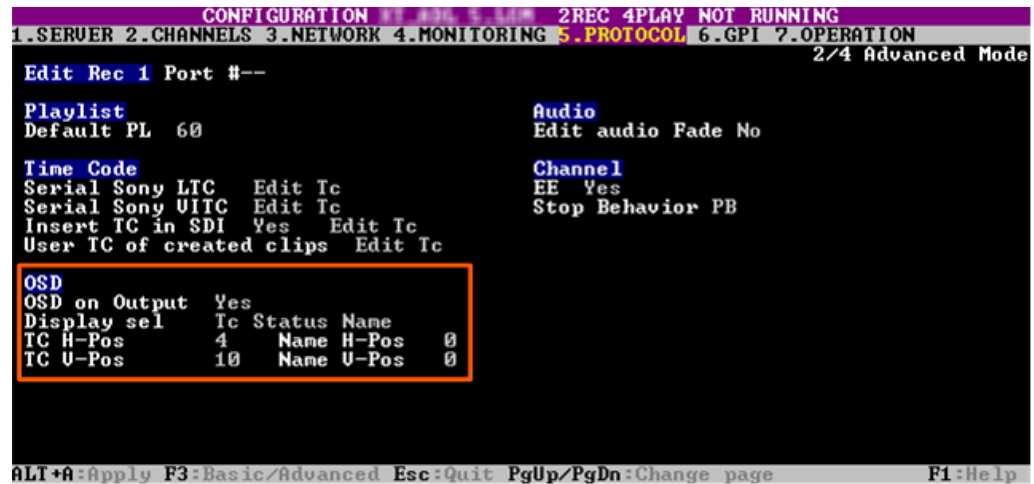 CONFIGURATION 2REC 4PLAY NOT RUNNING
1.SERVER 2.CHANNELS 3.NETWORK 4.MONITORING 5.PROTOCOL 6.GPI 7.OPERATION
2/4 Advanced Mode
Edit Rec 1 Port #--
Playlist
Default PL 60
Audio
Edit audio Fade No
Time Code
Serial Sony LTC Edit Tc
Serial Sony VITC Edit Tc
Insert TC in SDI Yes Edit Tc
User TC of created clips Edit Tc
Channel
EE Yes
Stop Behavior PB
OSD
OSD on Output Yes
Display sel Tc Status Name
TC H-Pos 4 Name H-Pos 0
TC V-Pos 10 Name V-Pos 0
ALT+A:Apply F3:Basic/Advanced Esc:Quit PgUp/PgDn:Change page F1:Help